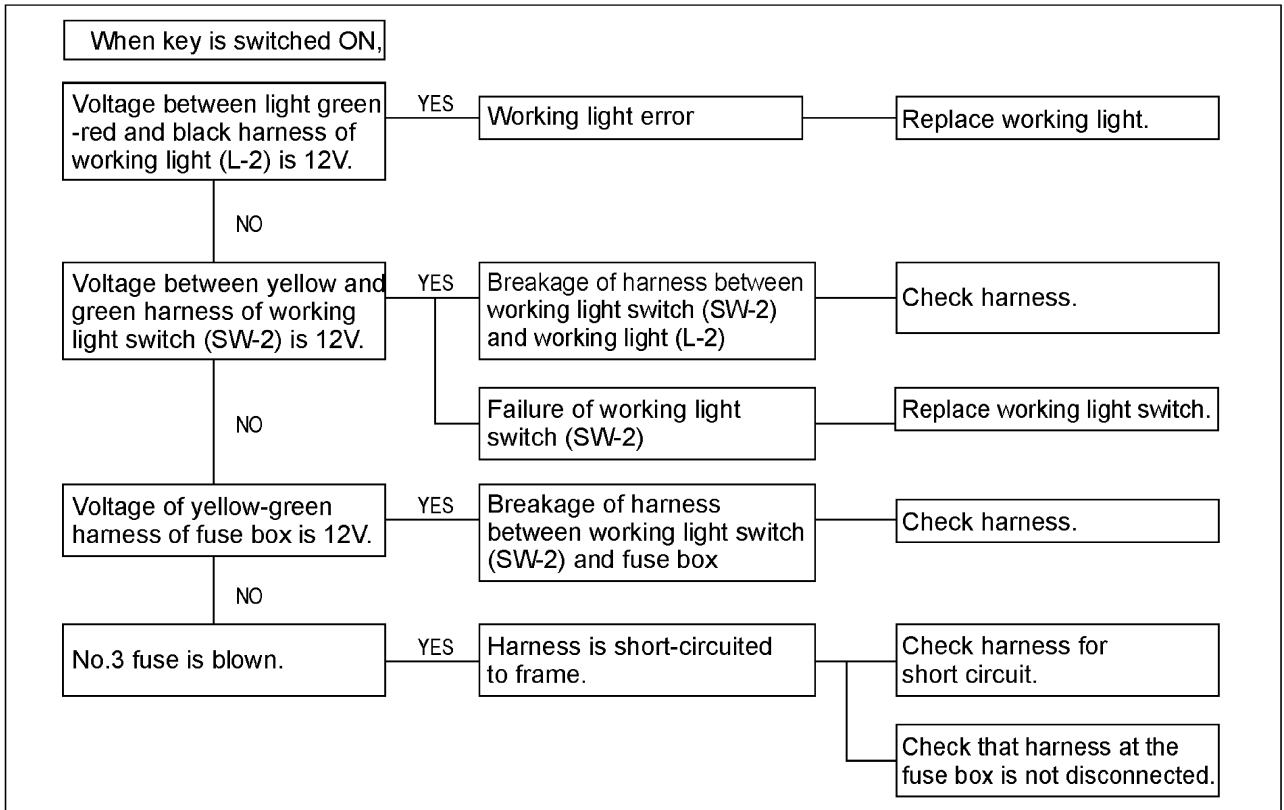 When key is switched ON,
Voltage between light green
-red and black harness of
working light (L-2) is 12V.
YES
Working light error
Replace working light.
NO
Voltage between yellow and
green harness of working
light switch (SW-2) is 12V.
YES
Breakage of harness between
working light switch (SW-2)
and working light (L-2)
Check harness.
Failure of working light
switch (SW-2)
Replace working light switch.
NO
Voltage of yellow-green
harness of fuse box is 12V.
YES
Breakage of harness
between working light switch
(SW-2) and fuse box
Check harness.
NO
No.3 fuse is blown.
YES
Harness is short-circuited
to frame.
Check harness for
short circuit.
Check that harness at the
fuse box is not disconnected.